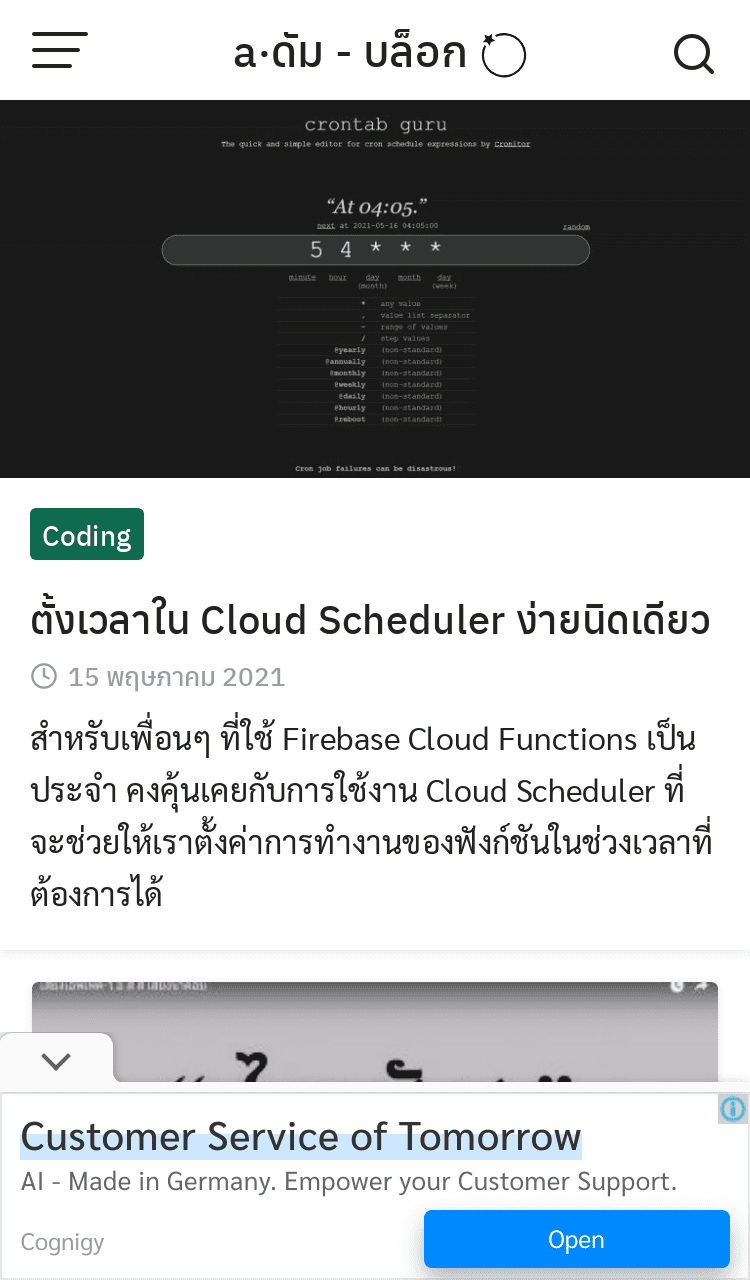 a·ดัม - บล็อก
crontab guru
The quick and simple editor for cron schedule expressions by Cronitor
“At 04:05.”
next at 2021-05-16 04:05:00
random
5 4 * * *
minute hour day (month) month day (week)
* any value
, value list separator
- range of values
/ step values
@yearly (non-standard)
@annually (non-standard)
@monthly (non-standard)
@weekly (non-standard)
@daily (non-standard)
@hourly (non-standard)
@reboot (non-standard)
Cron job failures can be disastrous!
Coding
ตั้งเวลาใน Cloud Scheduler ง่ายนิดเดียว
15 พฤษภาคม 2021
สำหรับเพื่อนๆ ที่ใช้ Firebase Cloud Functions เป็น
ประจำ คงคุ้นเคยกับการใช้งาน Cloud Scheduler ที่
จะช่วยให้เราตั้งค่าการทำงานของฟังก์ชันในช่วงเวลาที่
ต้องการได้
Customer Service of Tomorrow
AI - Made in Germany. Empower your Customer Support.
Cognigy
Open